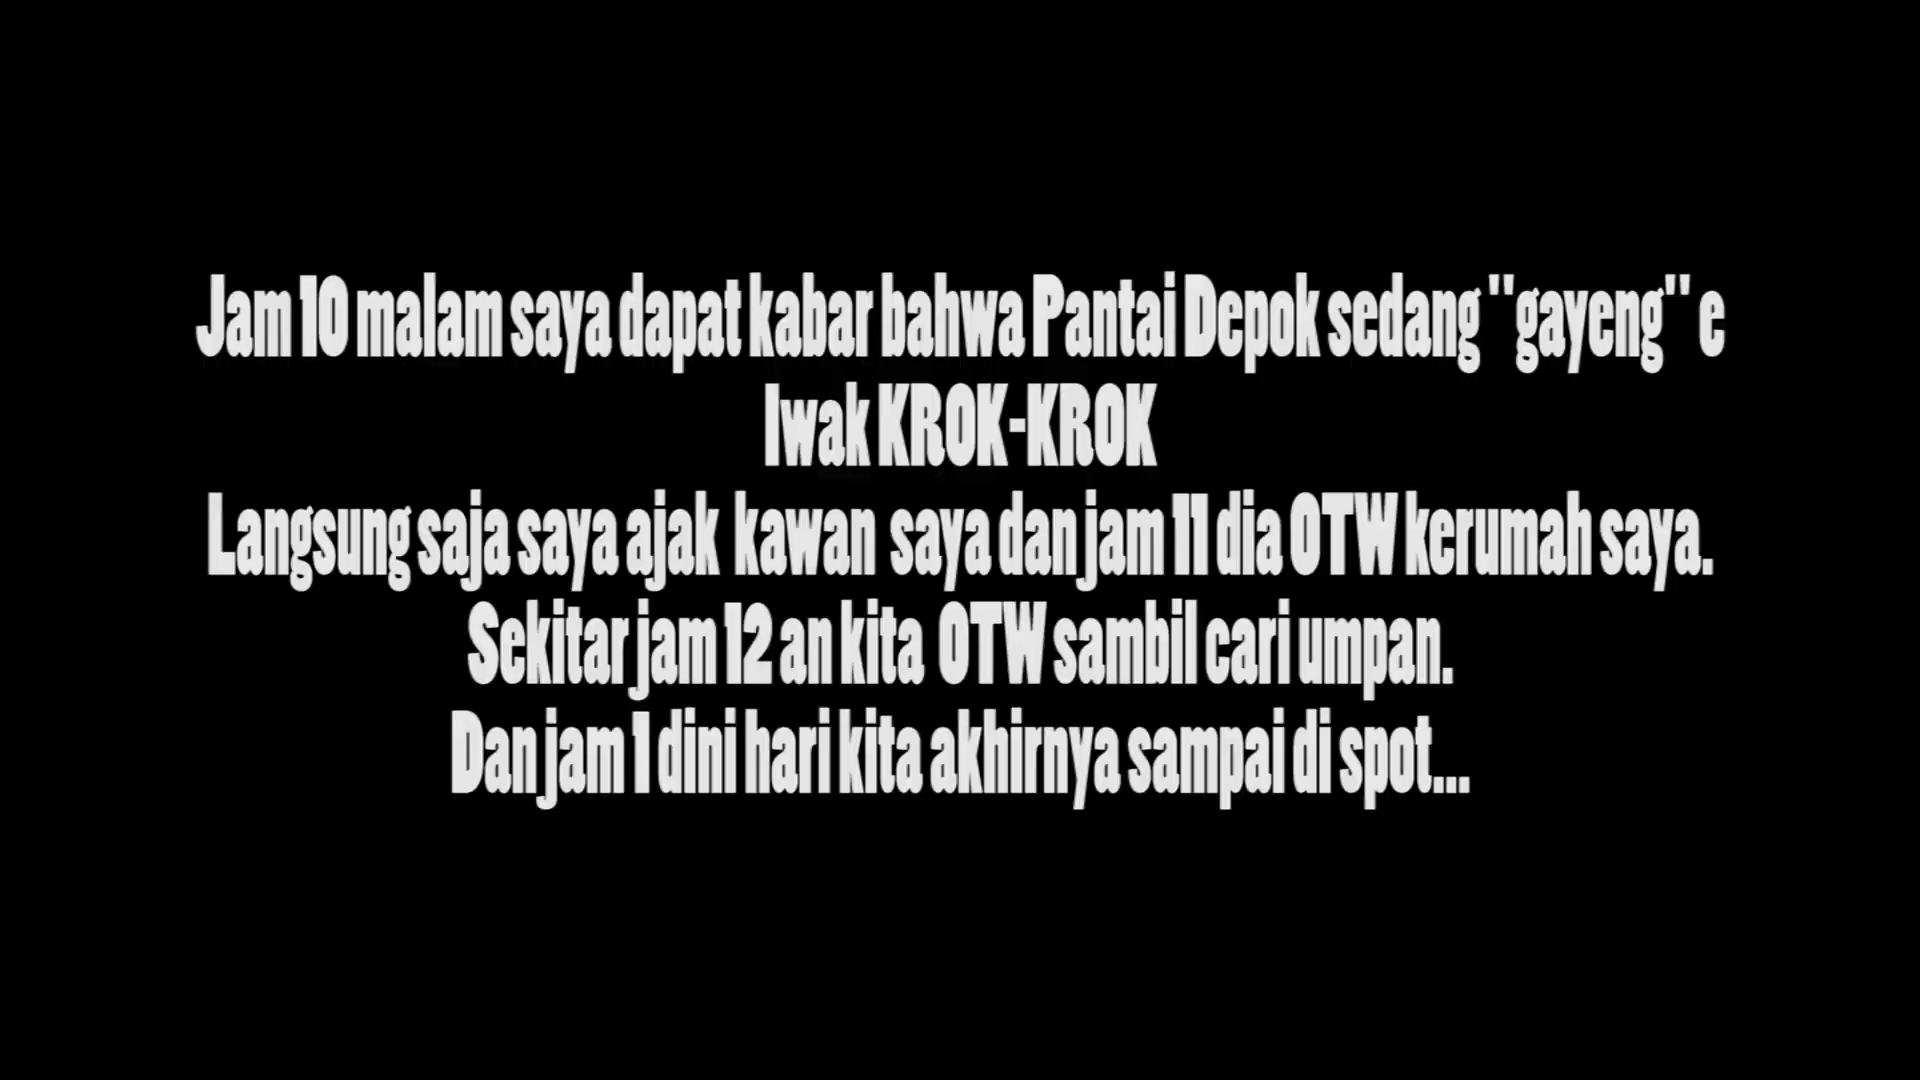 Jam 10 malam saya dapat kabar bahwa Pantai Depok sedang "gayeng" e
Iwak KROK-KROK
Langsung saja saya ajak kawan saya dan jam 11 dia OTW kerumah saya.
Sekitar jam 12 an kita OTW sambil cari umpan.
Dan jam 1 dini hari kita akhirnya sampai di spot...